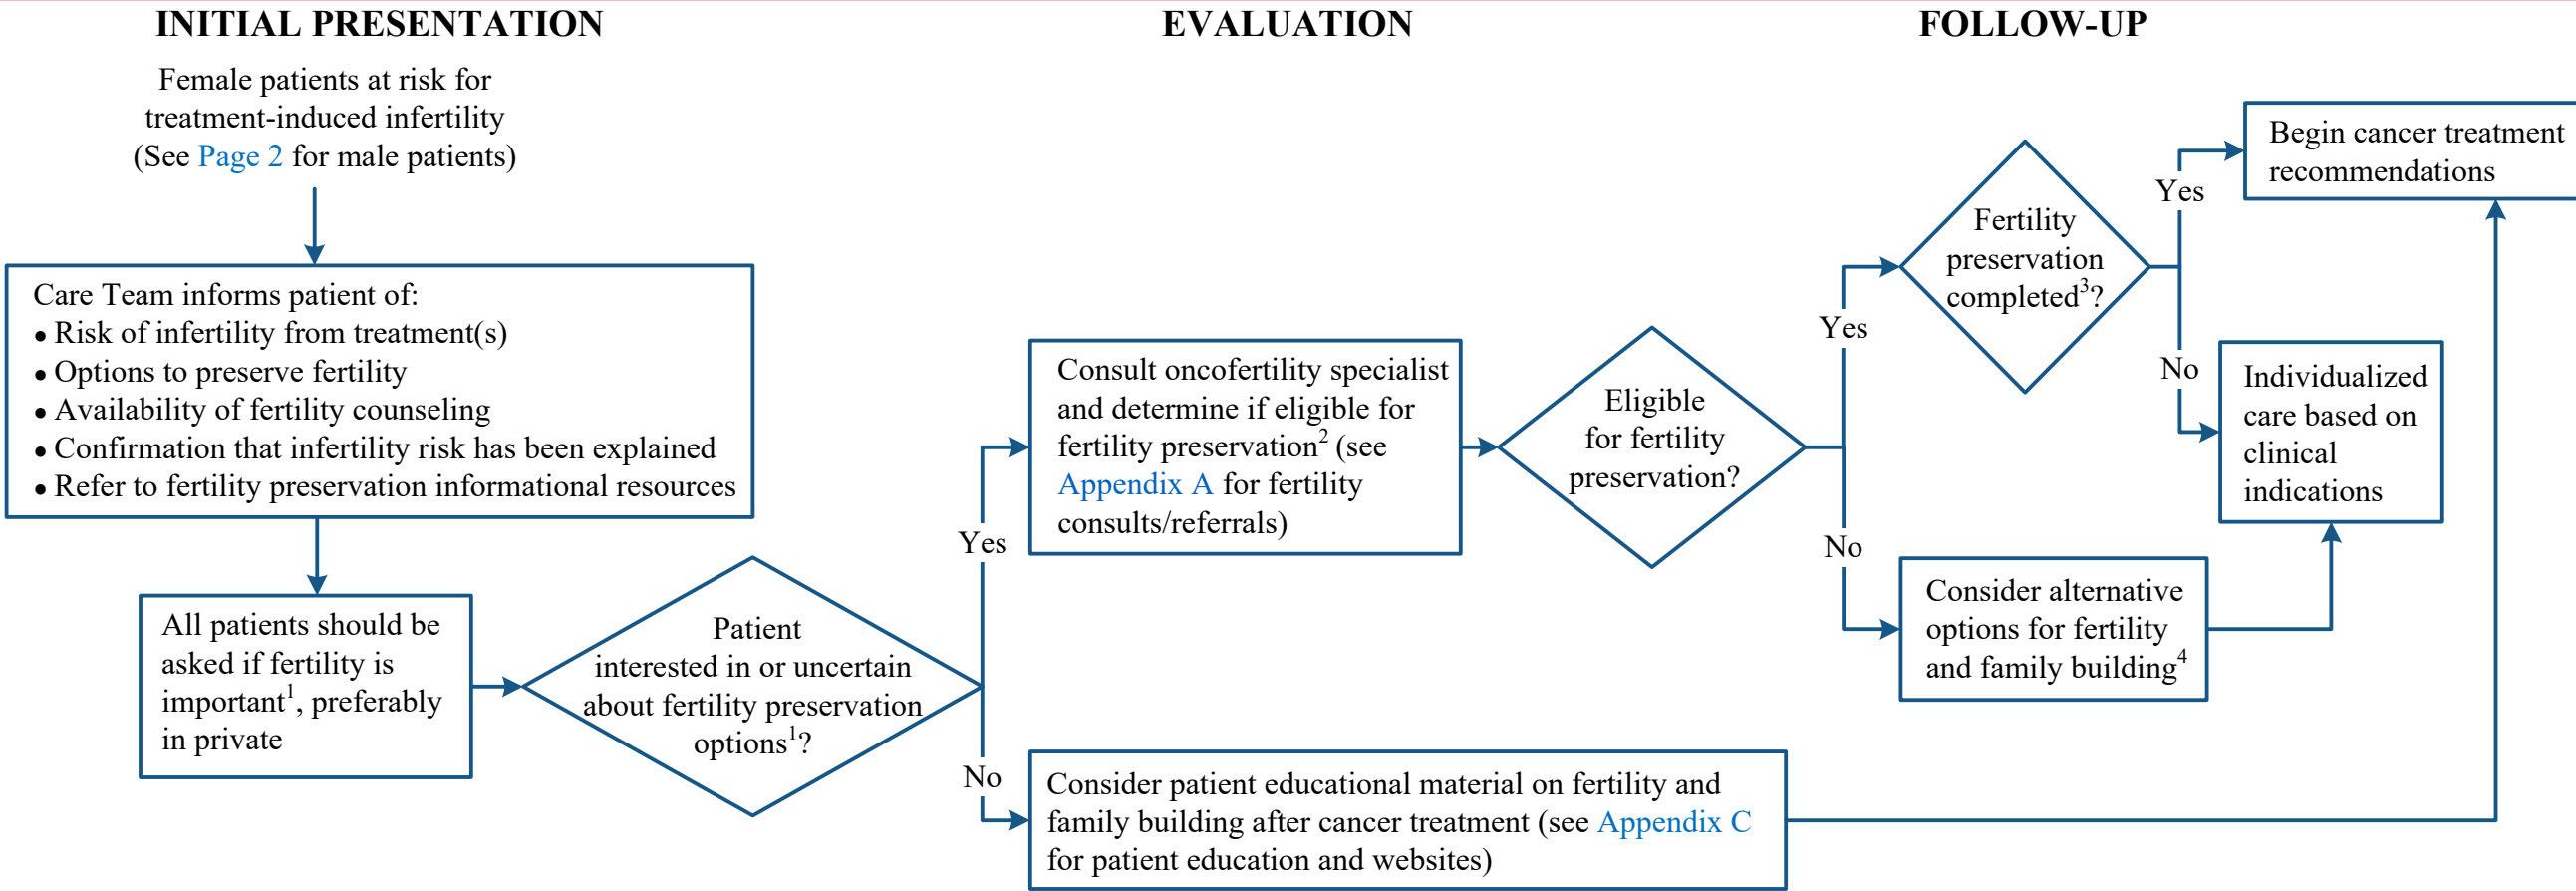 INITIAL PRESENTATION
Female patients at risk for
treatment-induced infertility
(See Page 2 for male patients)
Care Team informs patient of:
● Risk of infertility from treatment(s)
● Options to preserve fertility
● Availability of fertility counseling
● Confirmation that infertility risk has been explained
● Refer to fertility preservation informational resources
All patients should be
asked if fertility is
important¹, preferably
in private
Patient
interested in or uncertain
about fertility preservation
options¹?
EVALUATION
Yes
Consult oncofertility specialist
and determine if eligible for
fertility preservation² (see
Appendix A for fertility
consults/referrals)
No
Consider patient educational material on fertility and
family building after cancer treatment (see Appendix C
for patient education and websites)
Eligible
for fertility
preservation?
FOLLOW-UP
Yes
Fertility
preservation
completed³?
Yes
Begin cancer treatment
recommendations
No
Individualized
care based on
clinical
indications
No
Consider alternative
options for fertility
and family building⁴